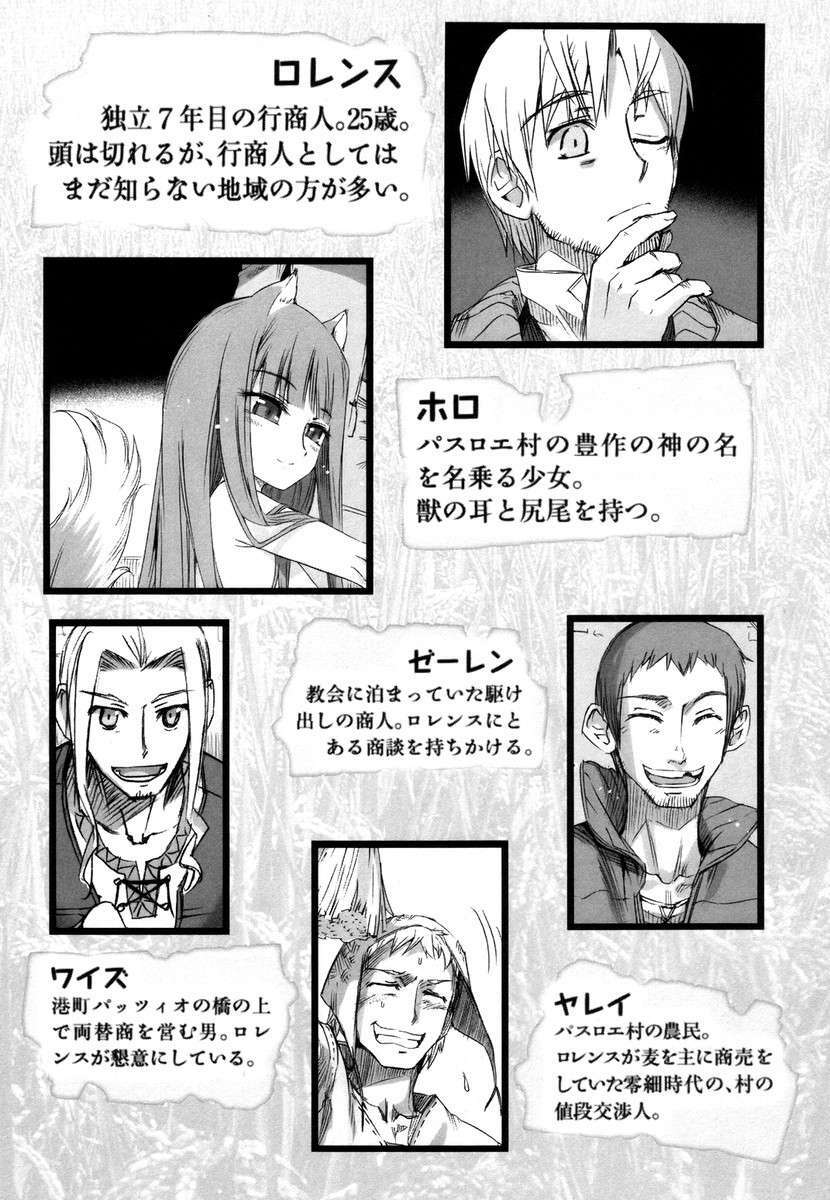 ロレンス
独立7年目の行商人。25歳。
頭は切れるが、行商人としては
まだ知らない地域の方が多い。
ホロ
パスロエ村の豊作の神の名
を名乗る少女。
獣の耳と尻尾を持つ。
ゼーレン
教会に泊まっていた駆け
出しの商人。ロレンスにと
ある商談を持ちかける。
ワイズ
港町パッツィオの橋の上
で両替商を営む男。ロレ
ンスが懇意にしている。
ヤレイ
パスロエ村の農民。
ロレンスが麦を主に商売を
していた零細時代の、村の
値段交渉人。